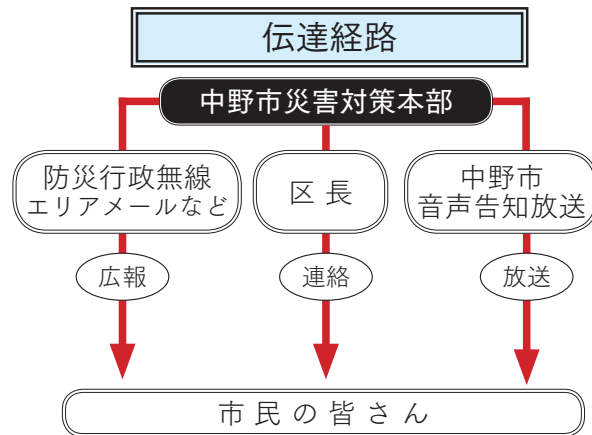 伝達経路
中野市災害対策本部
防災行政無線
エリアメールなど
区長
中野市
音声告知放送
広報
連絡
放送
市民の皆さん